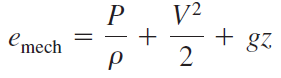 e_mech = P/ρ + V²/2 + gz